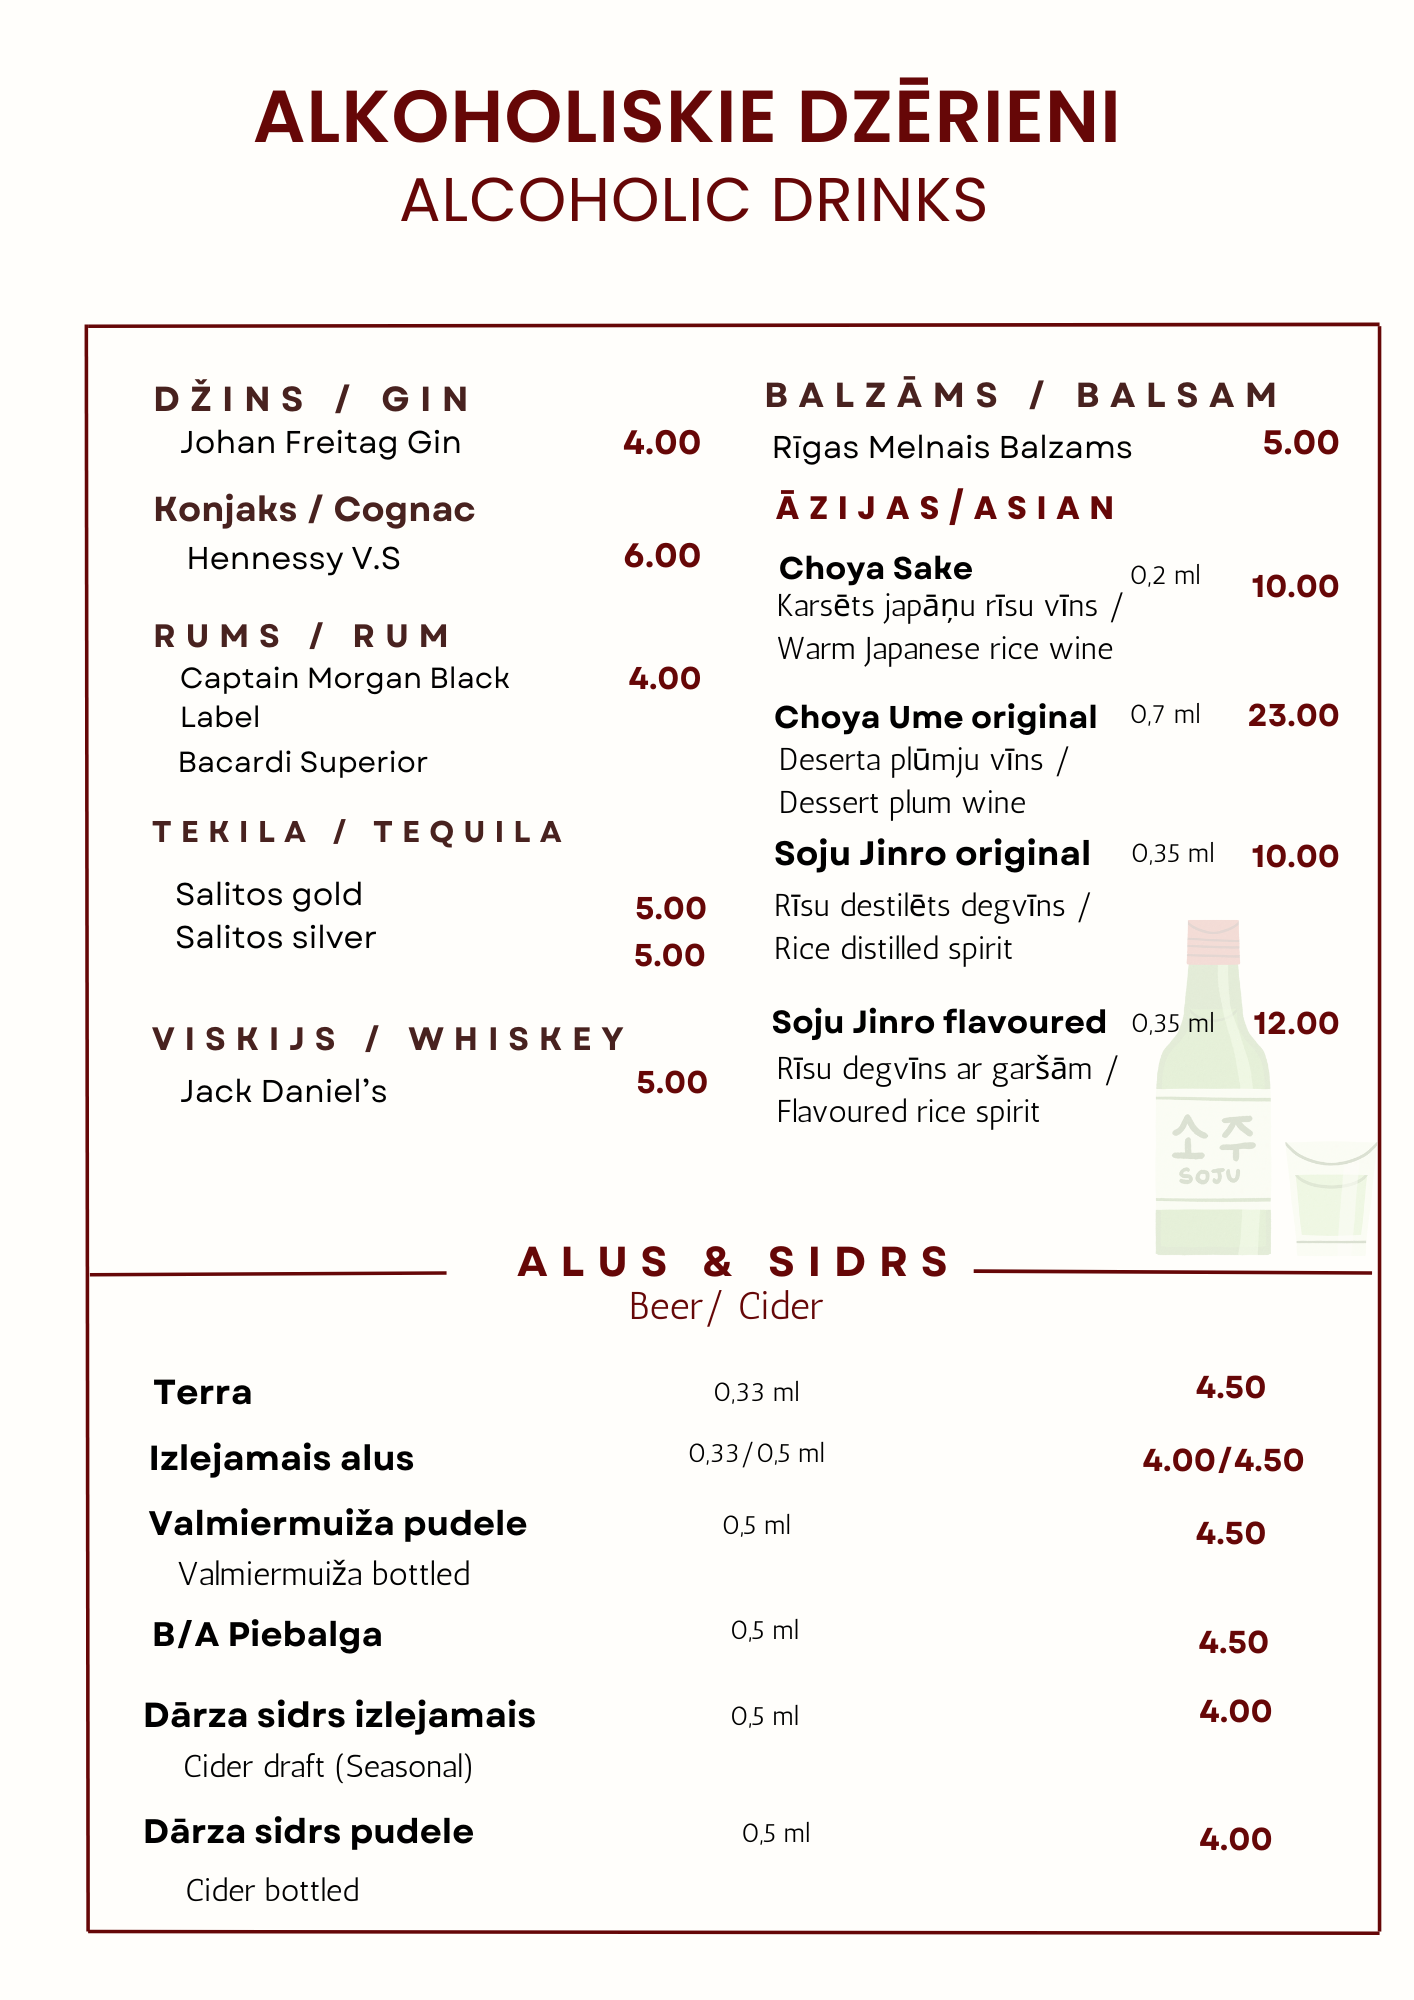 ALKOHOLISKIE DZĒRIENI
ALCOHOLIC DRINKS
DŽINS / GIN
Johan Freitag Gin 4.00
Konjaks / Cognac
Hennessy V.S 6.00
RUMS / RUM
Captain Morgan Black 4.00
Label
Bacardi Superior
TEKILA / TEQUILA
Salitos gold 5.00
Salitos silver 5.00
VISKIJS / WHISKEY
Jack Daniel’s 5.00
BALZĀMS / BALSAM
Rīgas Melnais Balzams 5.00
ĀZIJAS/ASIAN
Choya Sake 0,2 ml 10.00
Karsēts japāņu rīsu vīns /
Warm Japanese rice wine
Choya Ume original 0,7 ml 23.00
Deserta plūmju vīns /
Dessert plum wine
Soju Jinro original 0,35 ml 10.00
Rīsu destilēts degvīns /
Rice distilled spirit
Soju Jinro flavoured 0,35 ml 12.00
Rīsu degvīns ar garšām /
Flavoured rice spirit
소주
SOJU
ALUS & SIDRS
Beer/ Cider
Terra 0,33 ml 4.50
Izlejamais alus 0,33/0,5 ml 4.00/4.50
Valmiermuiža pudele 0,5 ml 4.50
Valmiermuiža bottled
B/A Piebalga 0,5 ml 4.50
Dārza sidrs izlejamais 0,5 ml 4.00
Cider draft (Seasonal)
Dārza sidrs pudele 0,5 ml 4.00
Cider bottled